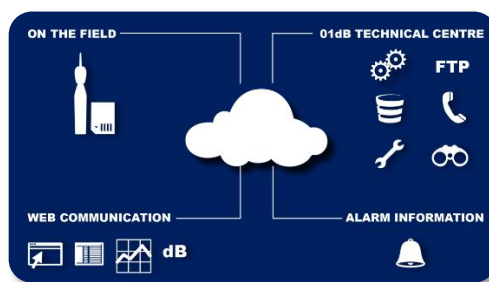 ON THE FIELD
01dB TECHNICAL CENTRE
FTP
WEB COMMUNICATION
ALARM INFORMATION
dB